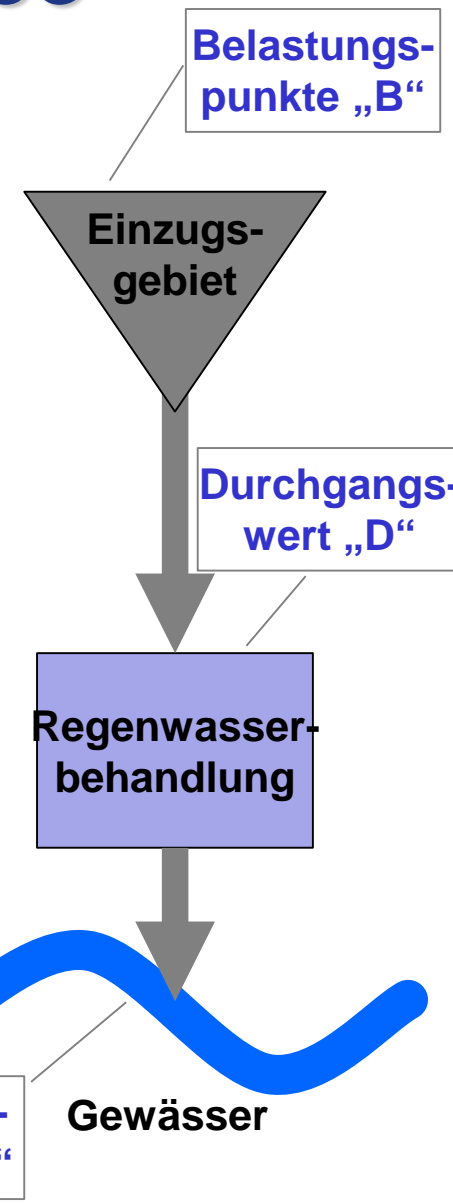 Belastungs-
punkte „B“
Einzugs-
gebiet
Durchgangs-
wert „D“
Regenwasser-
behandlung
-
“
Gewässer